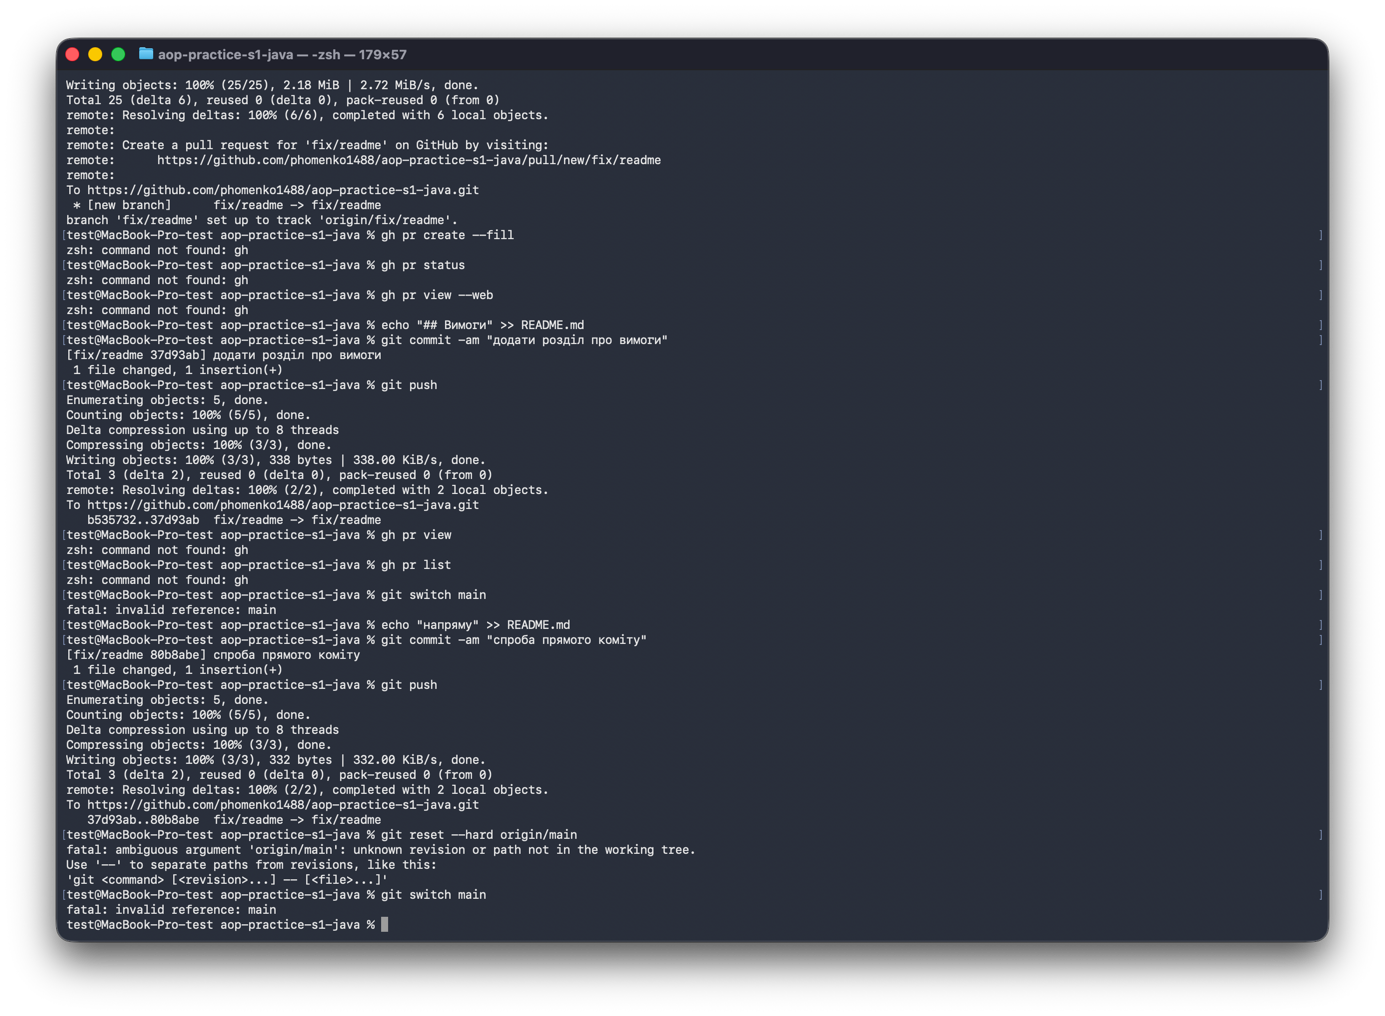 aop-practice-s1-java — -zsh — 179×57
Writing objects: 100% (25/25), 2.18 MiB | 2.72 MiB/s, done.
Total 25 (delta 6), reused 0 (delta 0), pack-reused 0 (from 0)
remote: Resolving deltas: 100% (6/6), completed with 6 local objects.
remote:
remote: Create a pull request for 'fix/readme' on GitHub by visiting:
remote:      https://github.com/phomenko1488/aop-practice-s1-java/pull/new/fix/readme
remote:
To https://github.com/phomenko1488/aop-practice-s1-java.git
 * [new branch]      fix/readme -> fix/readme
branch 'fix/readme' set up to track 'origin/fix/readme'.
[test@MacBook-Pro-test aop-practice-s1-java % gh pr create --fill ]
zsh: command not found: gh
[test@MacBook-Pro-test aop-practice-s1-java % gh pr status ]
zsh: command not found: gh
[test@MacBook-Pro-test aop-practice-s1-java % gh pr view --web ]
zsh: command not found: gh
[test@MacBook-Pro-test aop-practice-s1-java % echo "## Вимоги" >> README.md ]
[test@MacBook-Pro-test aop-practice-s1-java % git commit -am "додати розділ про вимоги" ]
[fix/readme 37d93ab] додати розділ про вимоги
 1 file changed, 1 insertion(+)
[test@MacBook-Pro-test aop-practice-s1-java % git push ]
Enumerating objects: 5, done.
Counting objects: 100% (5/5), done.
Delta compression using up to 8 threads
Compressing objects: 100% (3/3), done.
Writing objects: 100% (3/3), 338 bytes | 338.00 KiB/s, done.
Total 3 (delta 2), reused 0 (delta 0), pack-reused 0 (from 0)
remote: Resolving deltas: 100% (2/2), completed with 2 local objects.
To https://github.com/phomenko1488/aop-practice-s1-java.git
   b535732..37d93ab  fix/readme -> fix/readme
[test@MacBook-Pro-test aop-practice-s1-java % gh pr view ]
zsh: command not found: gh
[test@MacBook-Pro-test aop-practice-s1-java % gh pr list ]
zsh: command not found: gh
[test@MacBook-Pro-test aop-practice-s1-java % git switch main ]
fatal: invalid reference: main
[test@MacBook-Pro-test aop-practice-s1-java % echo "напряму" >> README.md ]
[test@MacBook-Pro-test aop-practice-s1-java % git commit -am "спроба прямого коміту" ]
[fix/readme 80b8abe] спроба прямого коміту
 1 file changed, 1 insertion(+)
[test@MacBook-Pro-test aop-practice-s1-java % git push ]
Enumerating objects: 5, done.
Counting objects: 100% (5/5), done.
Delta compression using up to 8 threads
Compressing objects: 100% (3/3), done.
Writing objects: 100% (3/3), 332 bytes | 332.00 KiB/s, done.
Total 3 (delta 2), reused 0 (delta 0), pack-reused 0 (from 0)
remote: Resolving deltas: 100% (2/2), completed with 2 local objects.
To https://github.com/phomenko1488/aop-practice-s1-java.git
   37d93ab..80b8abe  fix/readme -> fix/readme
[test@MacBook-Pro-test aop-practice-s1-java % git reset --hard origin/main ]
fatal: ambiguous argument 'origin/main': unknown revision or path not in the working tree.
Use '--' to separate paths from revisions, like this:
'git <command> [<revision>...] -- [<file>...]'
[test@MacBook-Pro-test aop-practice-s1-java % git switch main ]
fatal: invalid reference: main
test@MacBook-Pro-test aop-practice-s1-java %